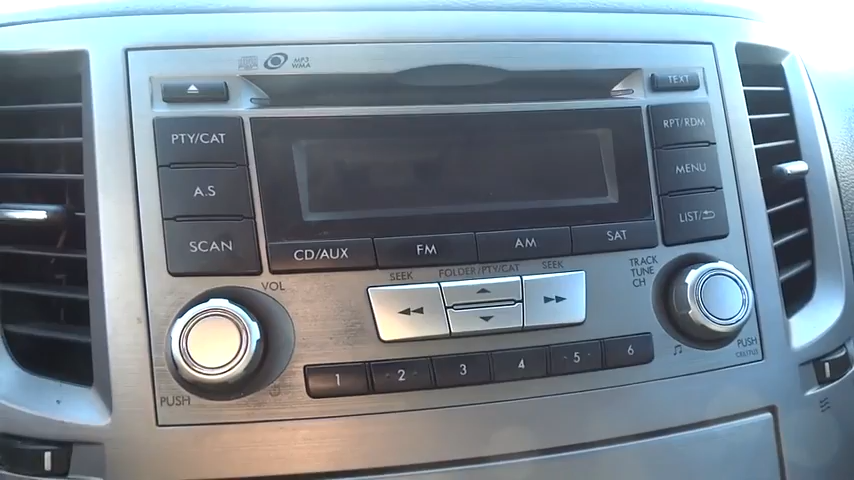 MP3
WMA
TEXT
PTY/CAT
RPT/RDM
A.S
MENU
SCAN
LIST/
CD/AUX
FM
AM
SAT
VOL
SEEK
FOLDER/PTY/CAT
SEEK
TRACK
TUNE
CH
1
2
3
4
5
6
PUSH
PUSH
CONTROL